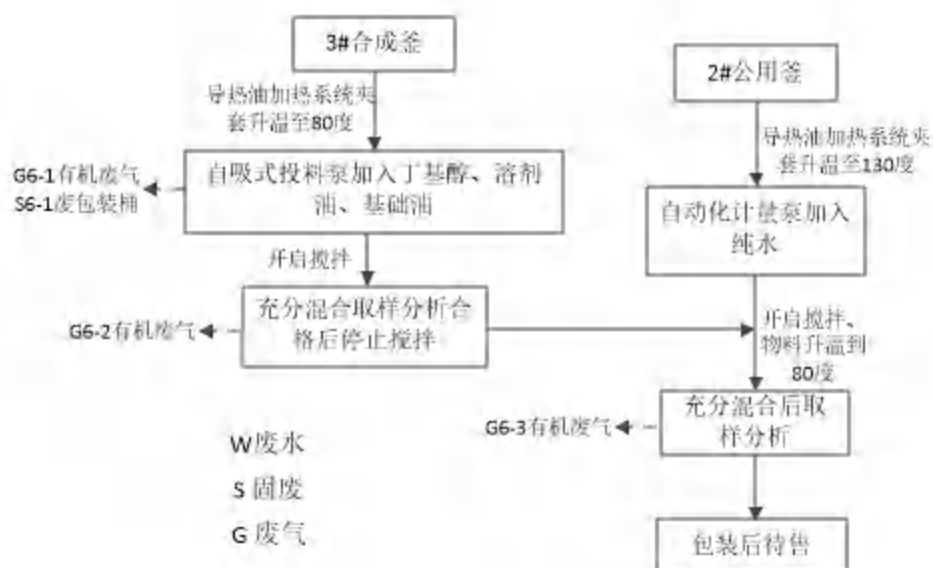 3#合成釜
导热油加热系统夹
套升温至80度
G6-1有机废气
S6-1废包装桶
自吸式投料泵加入丁基醇、溶剂
油、基础油
开启搅拌
G6-2有机废气
充分混合取样分析合
格后停止搅拌
2#公用釜
导热油加热系统夹
套升温至130度
自动化计量泵加入
纯水
开启搅拌、
物料升温到
80度
G6-3有机废气
充分混合后取
样分析
包装后待售
W废水
S 固废
G 废气